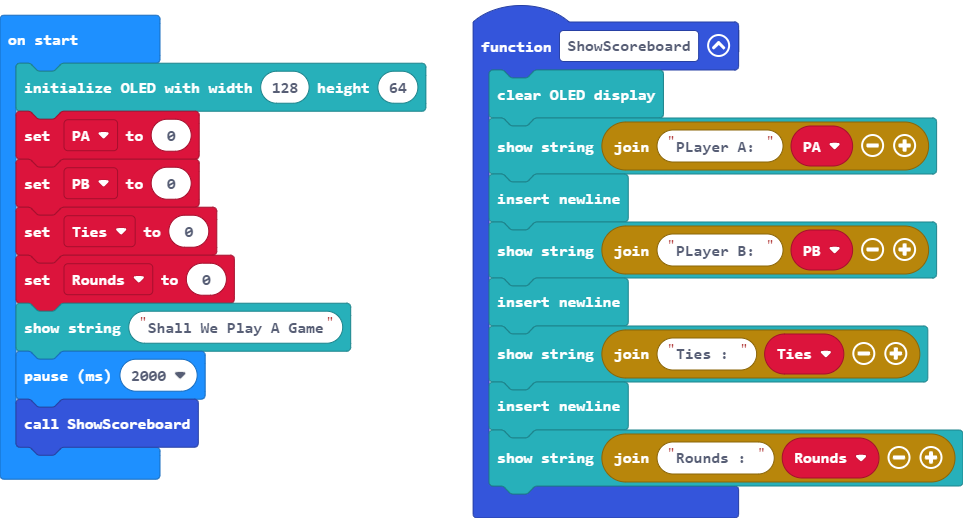 on start
initialize OLED with width 128 height 64
set PA to 0
set PB to 0
set Ties to 0
set Rounds to 0
show string "Shall We Play A Game"
pause (ms) 2000
call ShowScoreboard
function ShowScoreboard
clear OLED display
show string join "PLayer A: " PA
insert newline
show string join "PLayer B: " PB
insert newline
show string join "Ties : " Ties
insert newline
show string join "Rounds : " Rounds